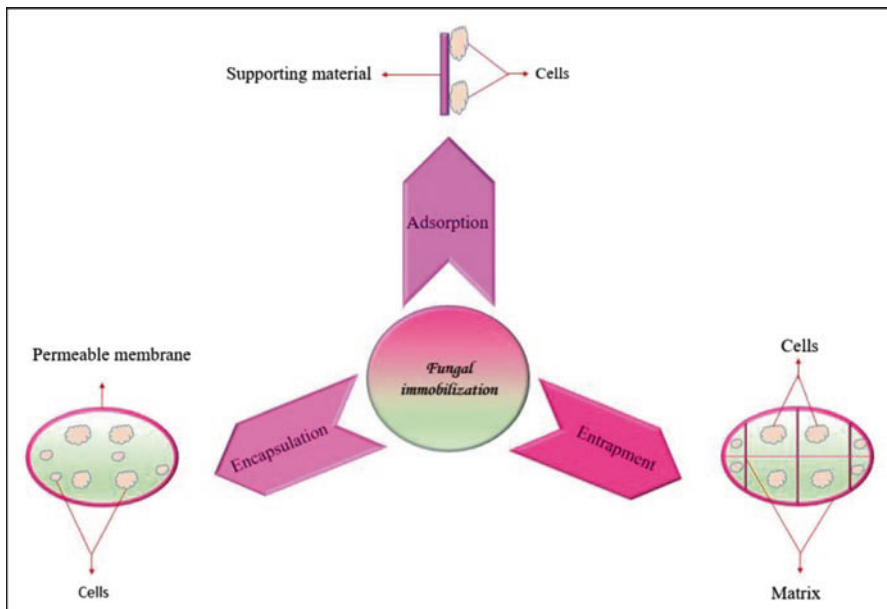 Supporting material
Cells
Adsorption
Fungal
immobilization
Permeable membrane
Encapsulation
Cells
Cells
Entrapment
Matrix